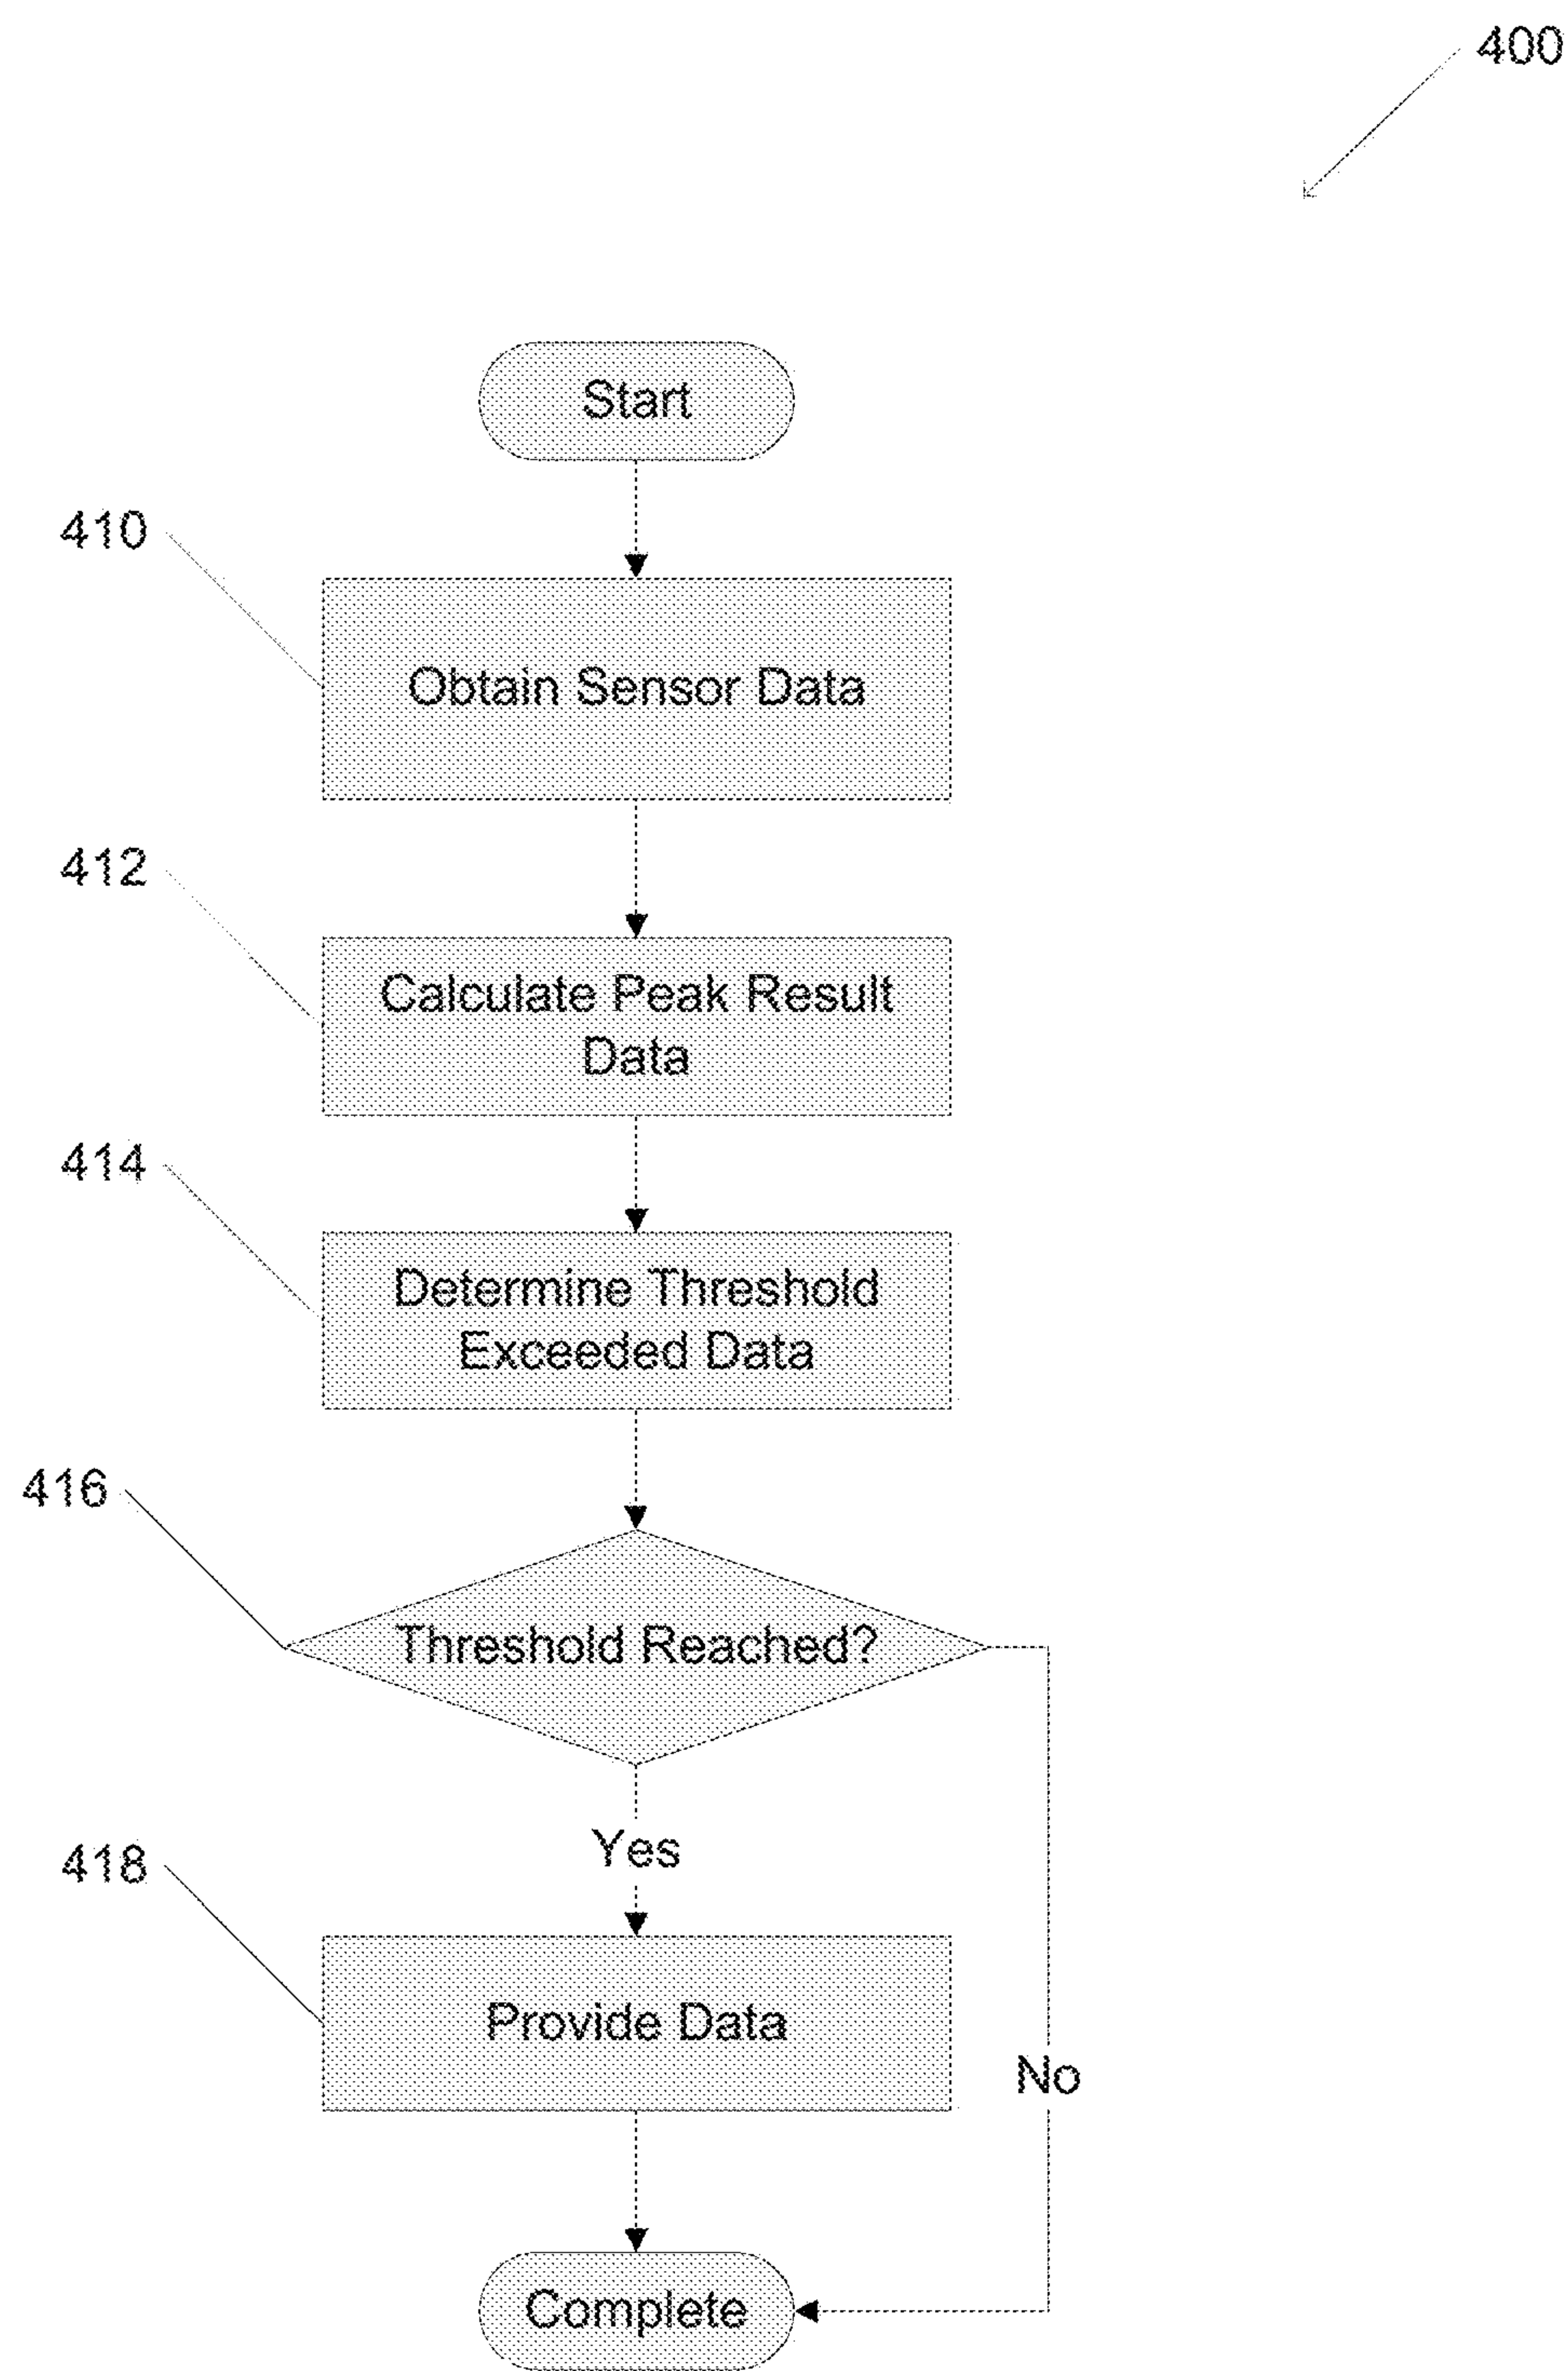 400
Start
410
Obtain Sensor Data
412
Calculate Peak Result
Data
414
Determine Threshold
Exceeded Data
416
Threshold Reached?
Yes
418
Provide Data
No
Complete